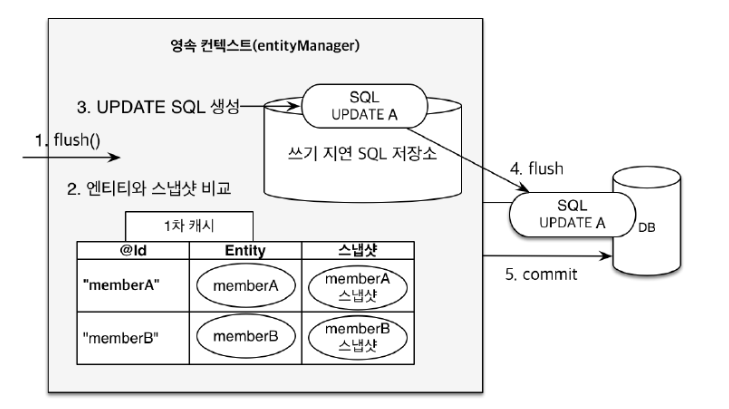 영속 컨텍스트(entityManager)
3. UPDATE SQL 생성
SQL
UPDATE A
1. flush()
쓰기 지연 SQL 저장소
4. flush
2. 엔티티와 스냅샷 비교
SQL
UPDATE A
DB
1차 캐시
@Id Entity 스냅샷
"memberA" memberA memberA
스냅샷
5. commit
"memberB" memberB memberB
스냅샷